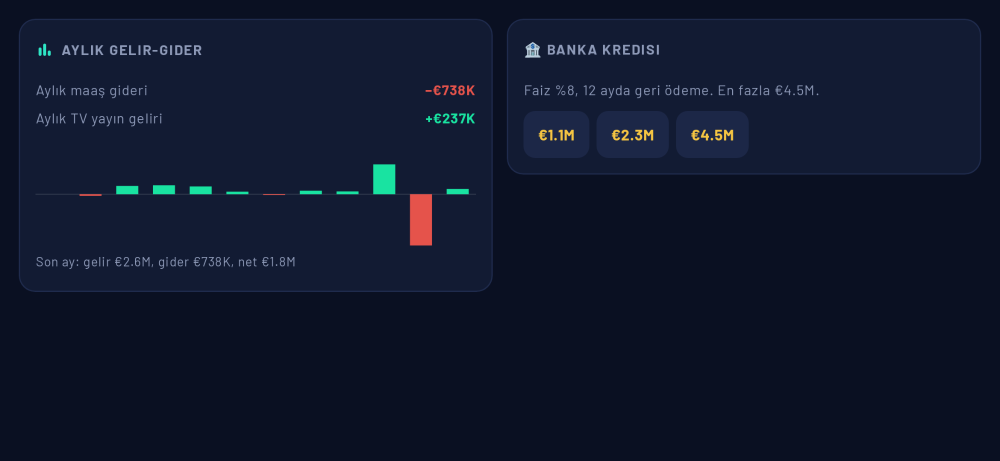 AYLIK GELIR-GIDER
Aylık maaş gideri −€738K
Aylık TV yayın geliri +€237K
Son ay: gelir €2.6M, gider €738K, net €1.8M
BANKA KREDISI
Faiz %8, 12 ayda geri ödeme. En fazla €4.5M.
€1.1M €2.3M €4.5M